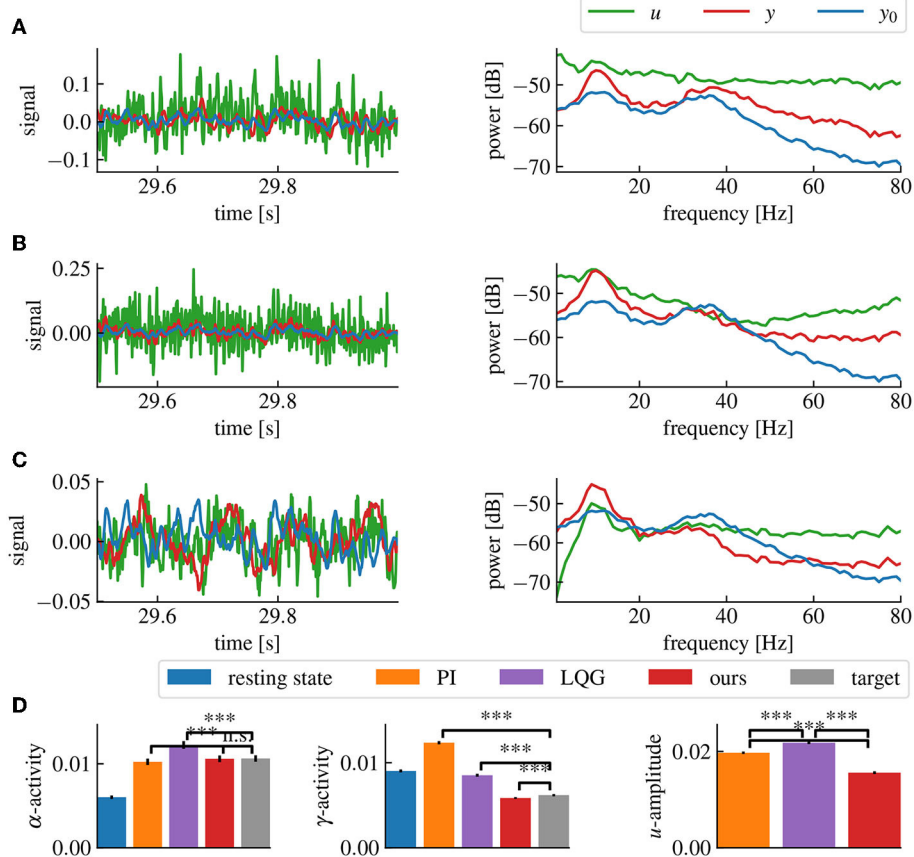 u y y0
A
signal
0.1
0.0
−0.1
29.6 29.8
time [s]
power [dB]
−50
−60
−70
20 40 60 80
frequency [Hz]
B
signal
0.25
0.00
29.6 29.8
time [s]
power [dB]
−50
−60
−70
20 40 60 80
frequency [Hz]
C
signal
0.05
0.00
−0.05
29.6 29.8
time [s]
power [dB]
−50
−60
−70
20 40 60 80
frequency [Hz]
resting state PI LQG ours target
D
α-activity
0.01
0.00
***
*** n.s.
γ-activity
0.01
0.00
***
***
***
u-amplitude
0.02
0.00
*** ***
***